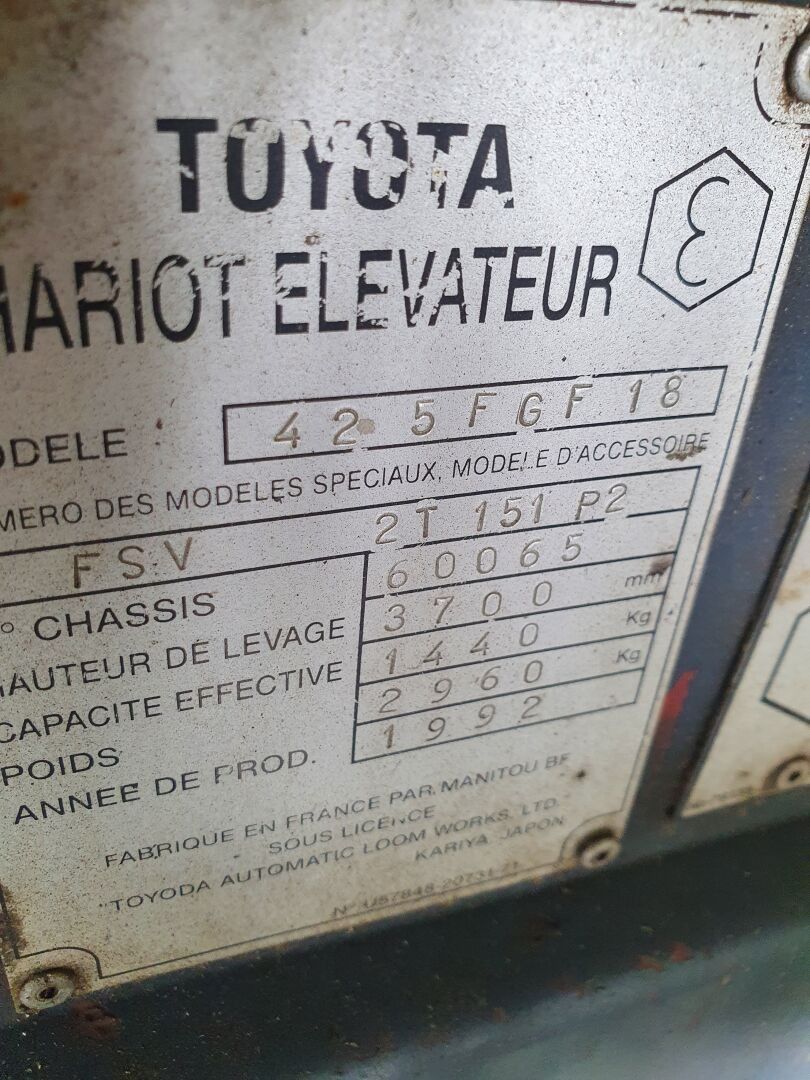 TOYOTA
HARIOT ELEVATEUR
ε
ODELE 42-5FGF18
MERO DES MODELES SPECIAUX, MODELE D'ACCESSOIRE
FSV 2T 151 P2
° CHASSIS 60065
HAUTEUR DE LEVAGE 3700 mm
CAPACITE EFFECTIVE 1440 Kg
POIDS 2960 Kg
ANNEE DE PROD. 1992
FABRIQUE EN FRANCE PAR MANITOU BF
SOUS LICENCE
"TOYODA AUTOMATIC LOOM WORKS. LTD.
KARIYA. JAPON